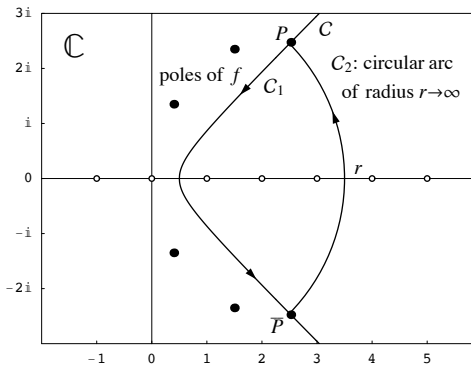 3i
ℂ
P
C
2i
poles of f
C₁
C₂: circular arc
of radius r→∞
i
0
r
−i
−2i
P̅
−1 0 1 2 3 4 5